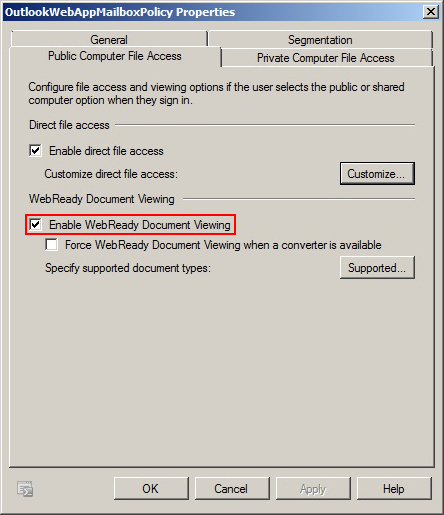 OutlookWebAppMailboxPolicy Properties
General
Segmentation
Public Computer File Access
Private Computer File Access
Configure file access and viewing options if the user selects the public or shared
computer option when they sign in.
Direct file access
Enable direct file access
Customize direct file access:
Customize...
WebReady Document Viewing
Enable WebReady Document Viewing
Force WebReady Document Viewing when a converter is available
Specify supported document types:
Supported...
OK
Cancel
Apply
Help